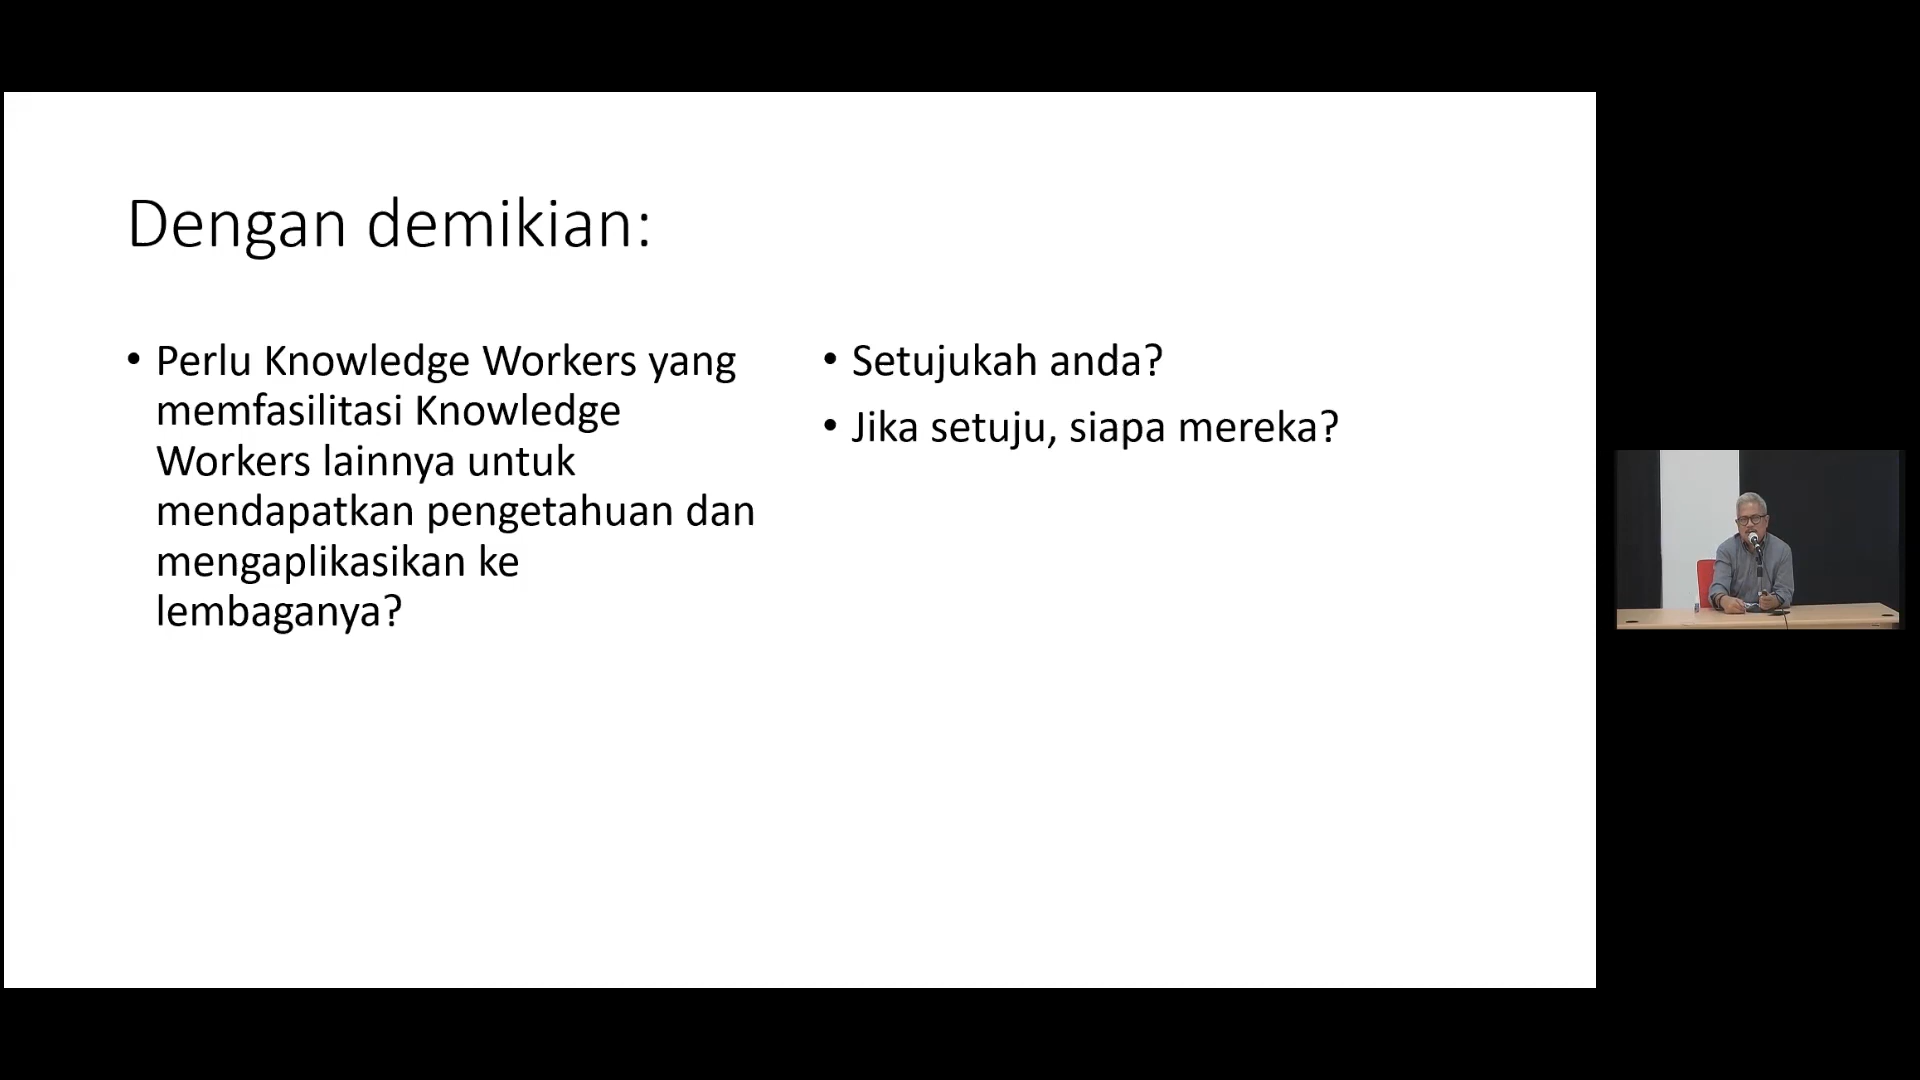 Dengan demikian:
• Perlu Knowledge Workers yang
memfasilitasi Knowledge
Workers lainnya untuk
mendapatkan pengetahuan dan
mengaplikasikan ke
lembaganya?
• Setujukah anda?
• Jika setuju, siapa mereka?